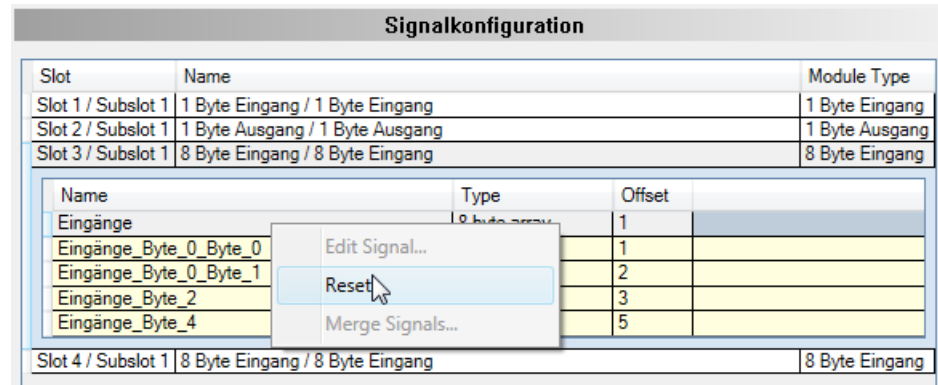 Signalkonfiguration
Slot Name Module Type
Slot 1 / Subslot 1 1 Byte Eingang / 1 Byte Eingang 1 Byte Eingang
Slot 2 / Subslot 1 1 Byte Ausgang / 1 Byte Ausgang 1 Byte Ausgang
Slot 3 / Subslot 1 8 Byte Eingang / 8 Byte Eingang 8 Byte Eingang
Name Type Offset
Eingänge 8 byte array 1
Eingänge_Byte_0_Byte_0 1
Edit Signal...
Eingänge_Byte_0_Byte_1 2
Reset
Eingänge_Byte_2 3
Eingänge_Byte_4 5
Merge Signals...
Slot 4 / Subslot 1 8 Byte Eingang / 8 Byte Eingang 8 Byte Eingang